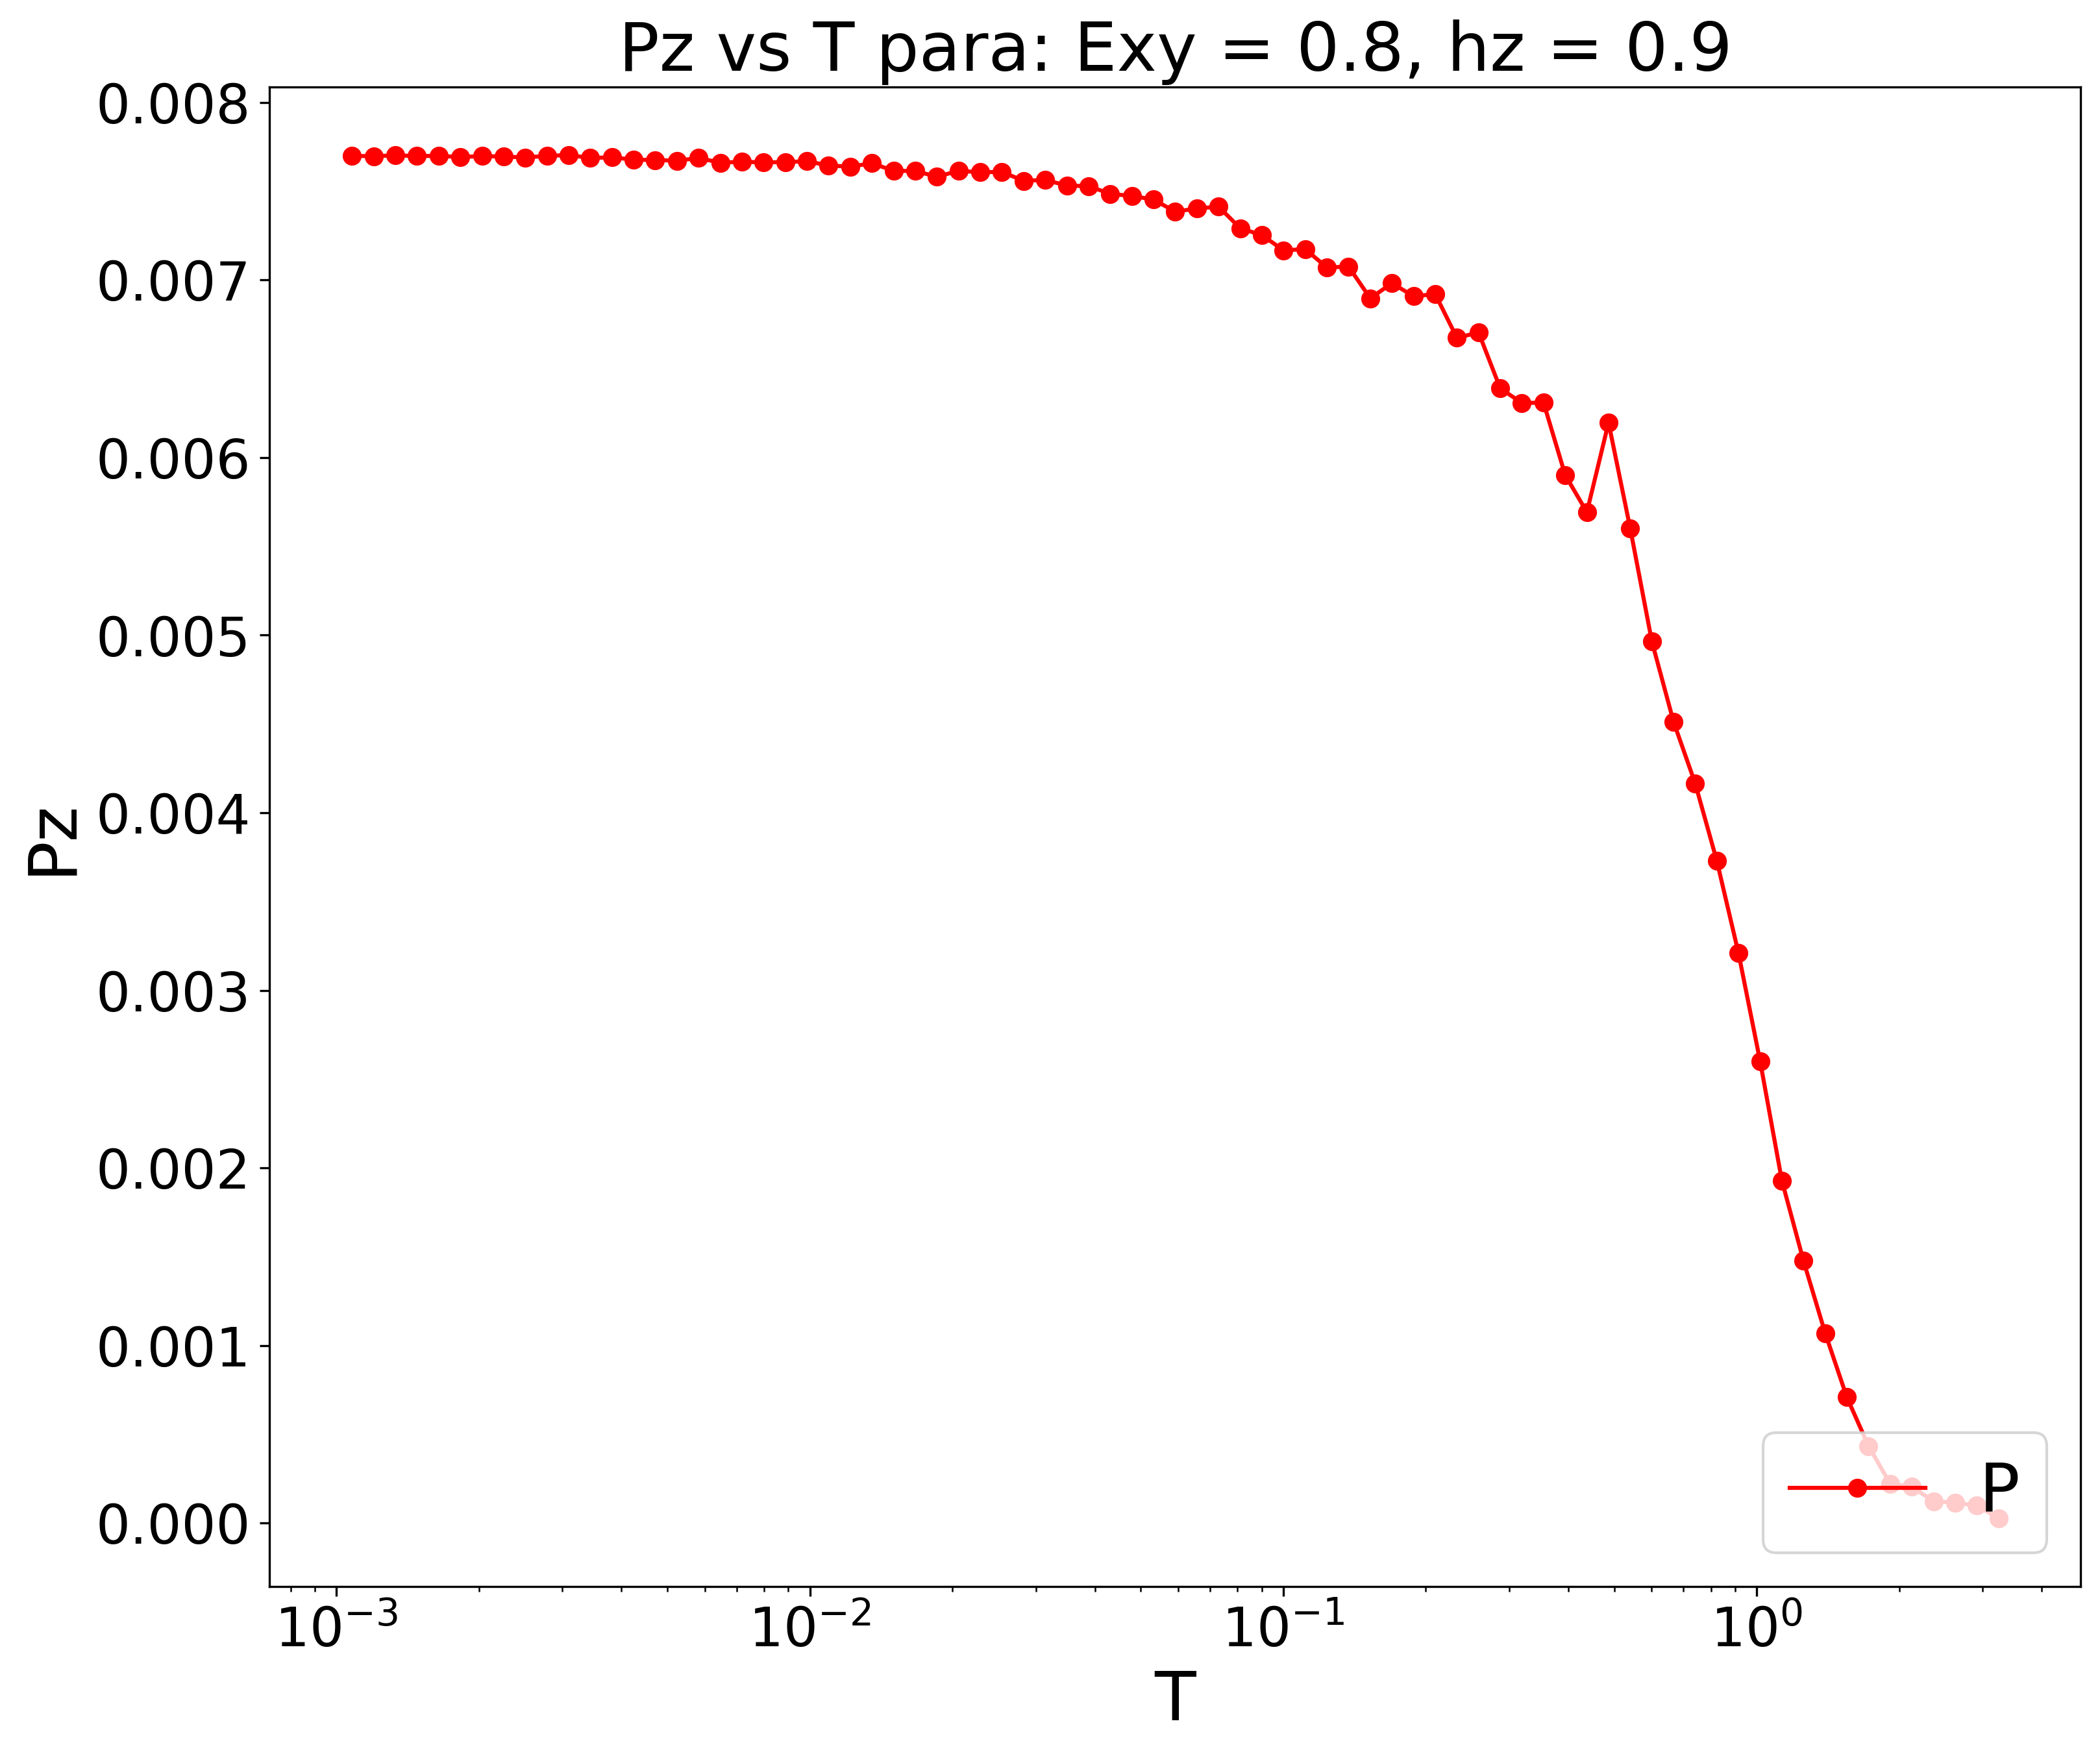 Pz vs T para: Exy = 0.8, hz = 0.9
0.008
0.007
0.006
0.005
0.004
0.003
0.002
0.001
0.000
Pz
P
10⁻³ 10⁻² 10⁻¹ 10⁰
T